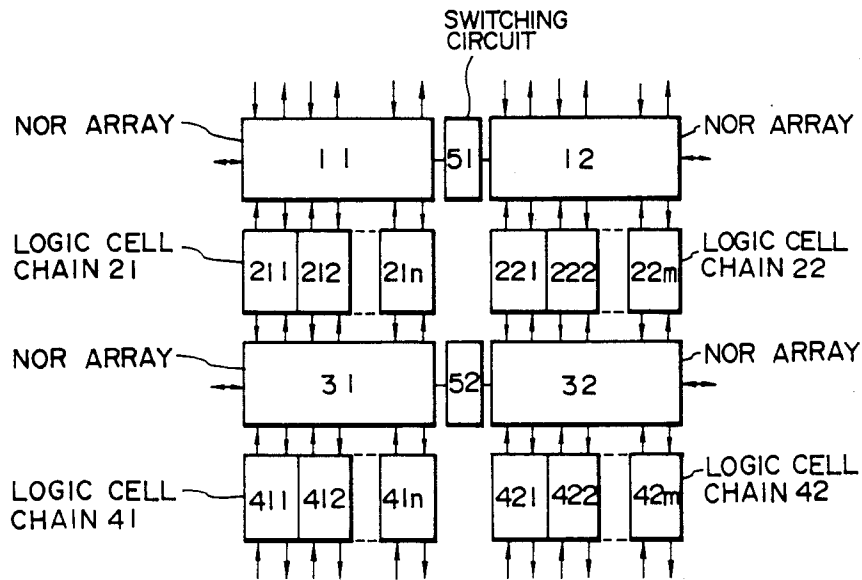 SWITCHING
CIRCUIT
NOR ARRAY
11
51
12
NOR ARRAY
LOGIC CELL
CHAIN 21
211
212
21n
221
222
22m
LOGIC CELL
CHAIN 22
NOR ARRAY
31
52
32
NOR ARRAY
LOGIC CELL
CHAIN 41
411
412
41n
421
422
42m
LOGIC CELL
CHAIN 42